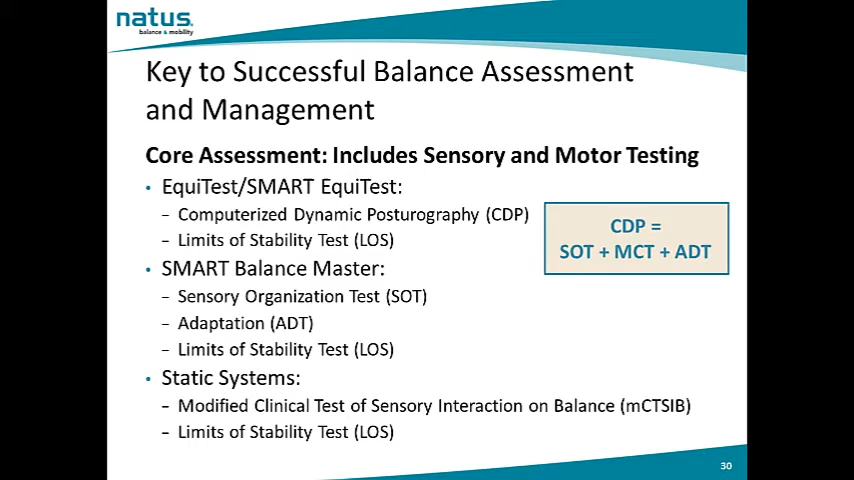 natus.
balance & mobility
Key to Successful Balance Assessment
and Management
Core Assessment: Includes Sensory and Motor Testing
• EquiTest/SMART EquiTest:
– Computerized Dynamic Posturography (CDP)
– Limits of Stability Test (LOS)
CDP =
SOT + MCT + ADT
• SMART Balance Master:
– Sensory Organization Test (SOT)
– Adaptation (ADT)
– Limits of Stability Test (LOS)
• Static Systems:
– Modified Clinical Test of Sensory Interaction on Balance (mCTSIB)
– Limits of Stability Test (LOS)
30